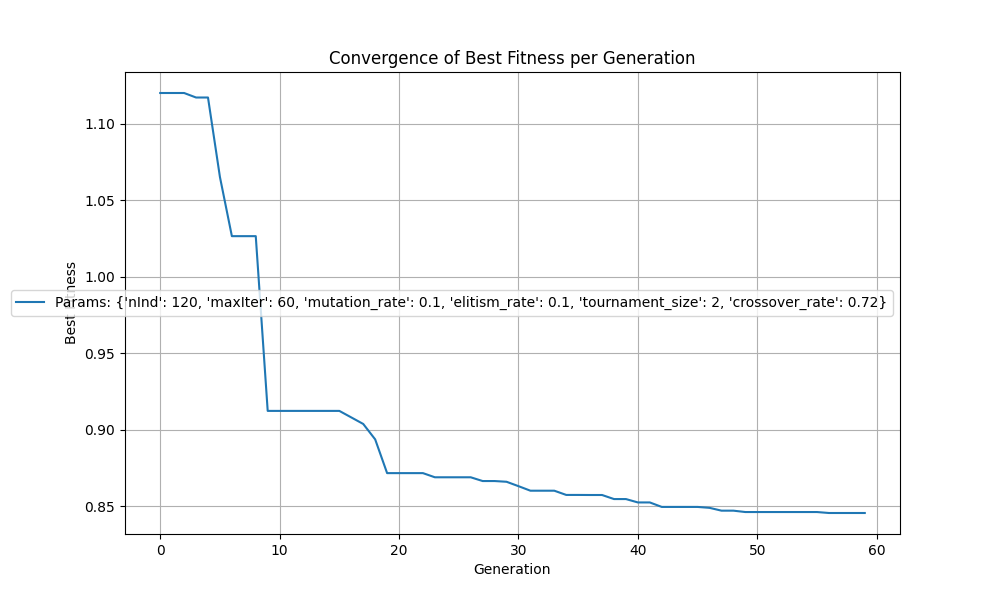 Convergence of Best Fitness per Generation
1.10
1.05
1.00
0.95
0.90
0.85
Best
Params: {'nInd': 120, 'maxIter': 60, 'mutation_rate': 0.1, 'elitism_rate': 0.1, 'tournament_size': 2, 'crossover_rate': 0.72}
0 10 20 30 40 50 60
Generation